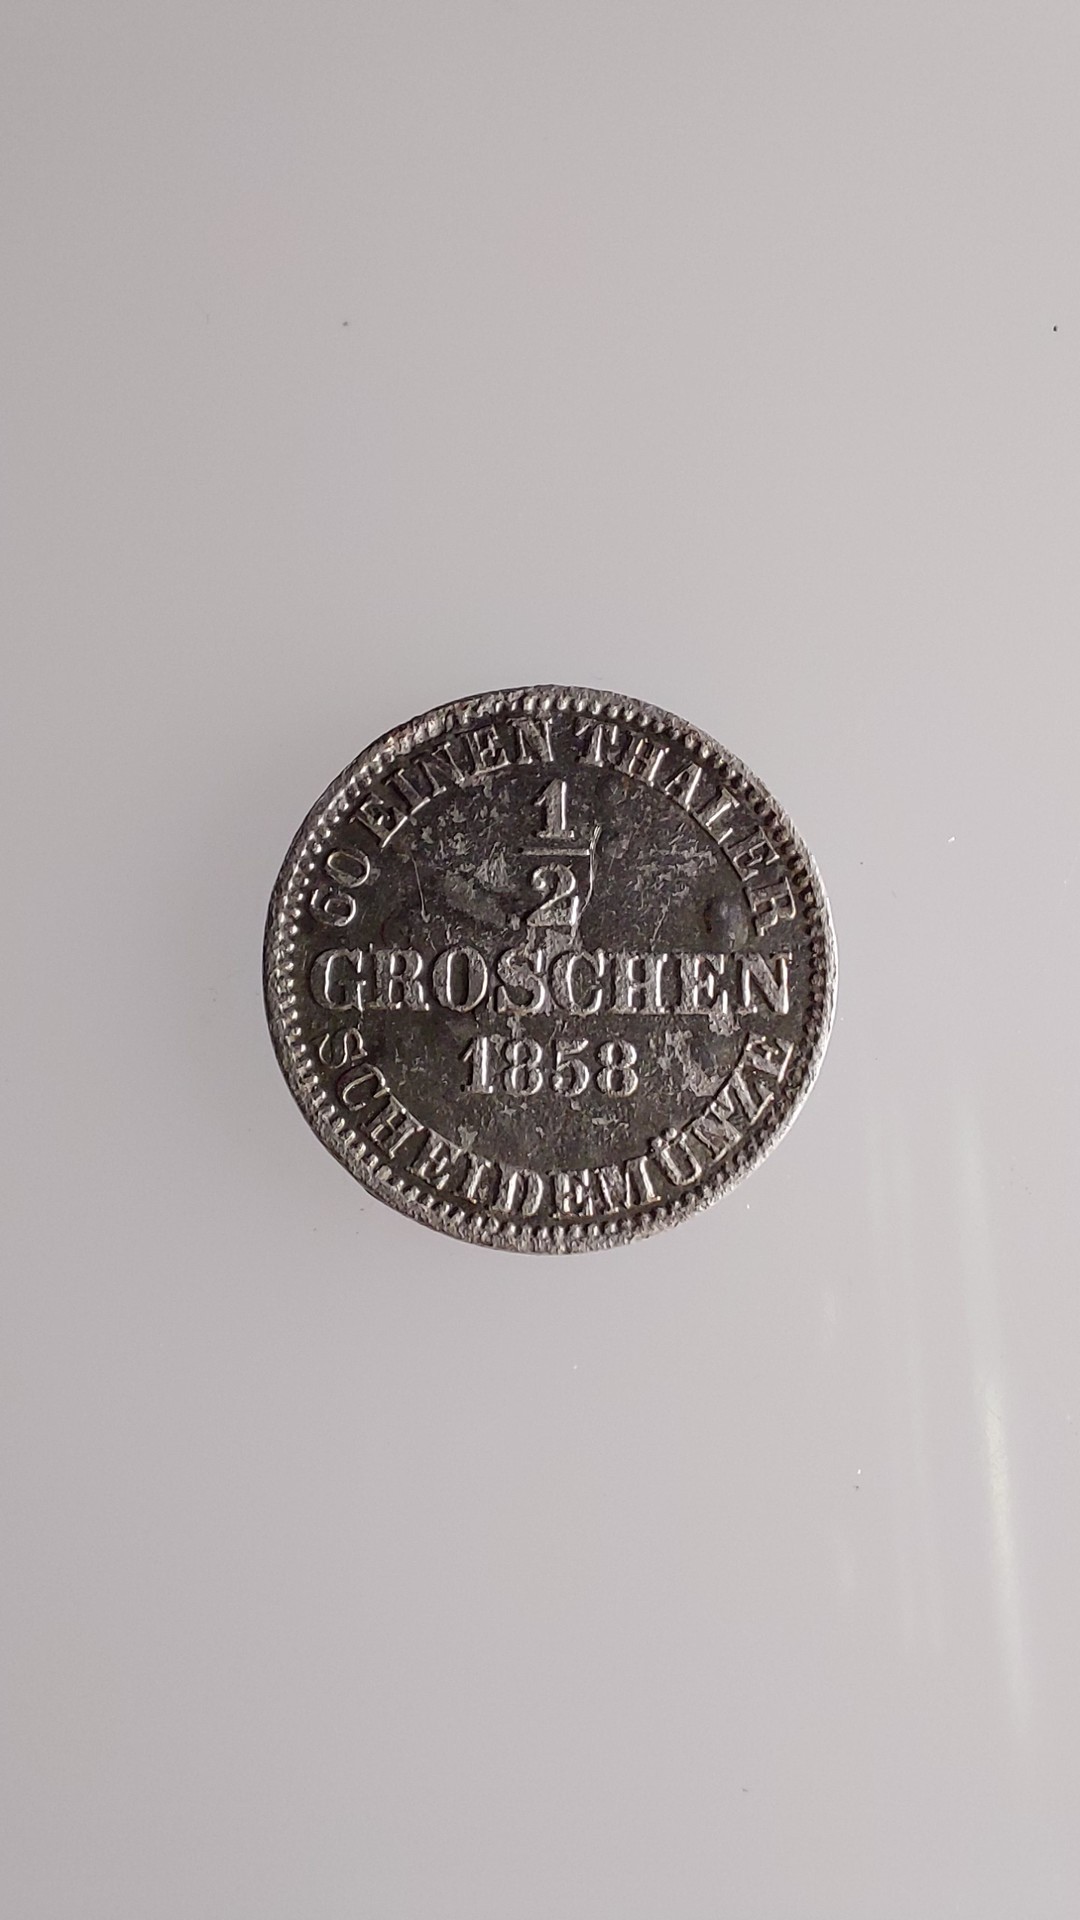 60 EINEN THALER
1
2
GROSCHEN
1858
SCHEIDEMÜNZE